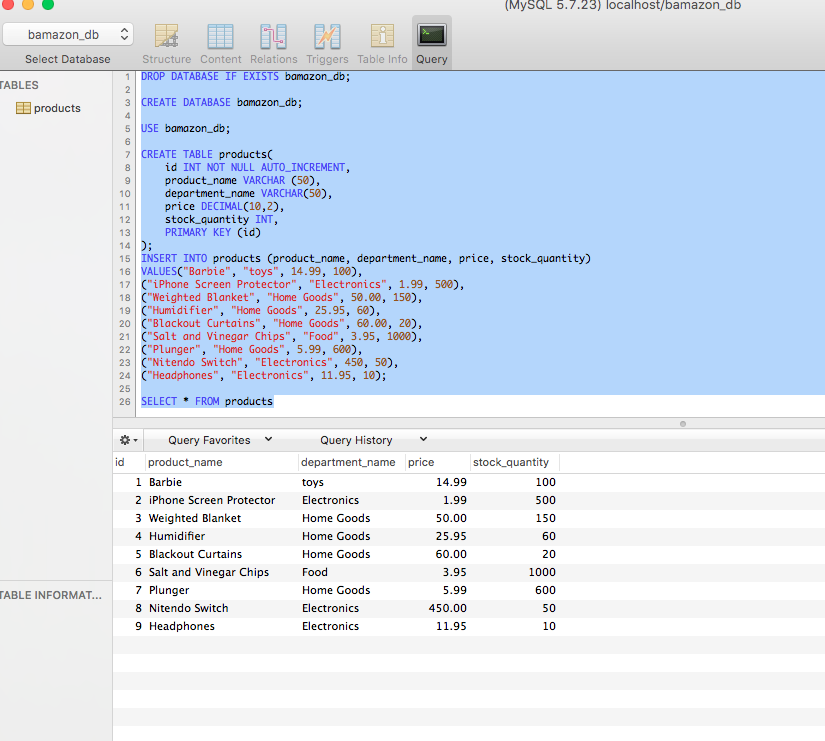 (MySQL 5.7.23) localhost/bamazon_db
bamazon_db
Select Database Structure Content Relations Triggers Table Info Query
TABLES
products
1 DROP DATABASE IF EXISTS bamazon_db;
2
3 CREATE DATABASE bamazon_db;
4
5 USE bamazon_db;
6
7 CREATE TABLE products(
8 id INT NOT NULL AUTO_INCREMENT,
9 product_name VARCHAR (50),
10 department_name VARCHAR(50),
11 price DECIMAL(10,2),
12 stock_quantity INT,
13 PRIMARY KEY (id)
14 );
15 INSERT INTO products (product_name, department_name, price, stock_quantity)
16 VALUES("Barbie", "toys", 14.99, 100),
17 ("iPhone Screen Protector", "Electronics", 1.99, 500),
18 ("Weighted Blanket", "Home Goods", 50.00, 150),
19 ("Humidifier", "Home Goods", 25.95, 60),
20 ("Blackout Curtains", "Home Goods", 60.00, 20),
21 ("Salt and Vinegar Chips", "Food", 3.95, 1000),
22 ("Plunger", "Home Goods", 5.99, 600),
23 ("Nitendo Switch", "Electronics", 450, 50),
24 ("Headphones", "Electronics", 11.95, 10);
25
26 SELECT * FROM products
Query Favorites Query History
id product_name department_name price stock_quantity
1 Barbie toys 14.99 100
2 iPhone Screen Protector Electronics 1.99 500
3 Weighted Blanket Home Goods 50.00 150
4 Humidifier Home Goods 25.95 60
5 Blackout Curtains Home Goods 60.00 20
6 Salt and Vinegar Chips Food 3.95 1000
7 Plunger Home Goods 5.99 600
8 Nitendo Switch Electronics 450.00 50
9 Headphones Electronics 11.95 10
TABLE INFORMAT...